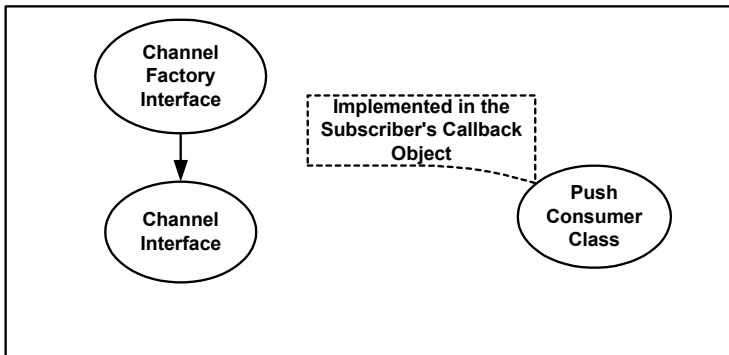 Channel
Factory
Interface
Implemented in the
Subscriber's Callback
Object
Channel
Interface
Push
Consumer
Class